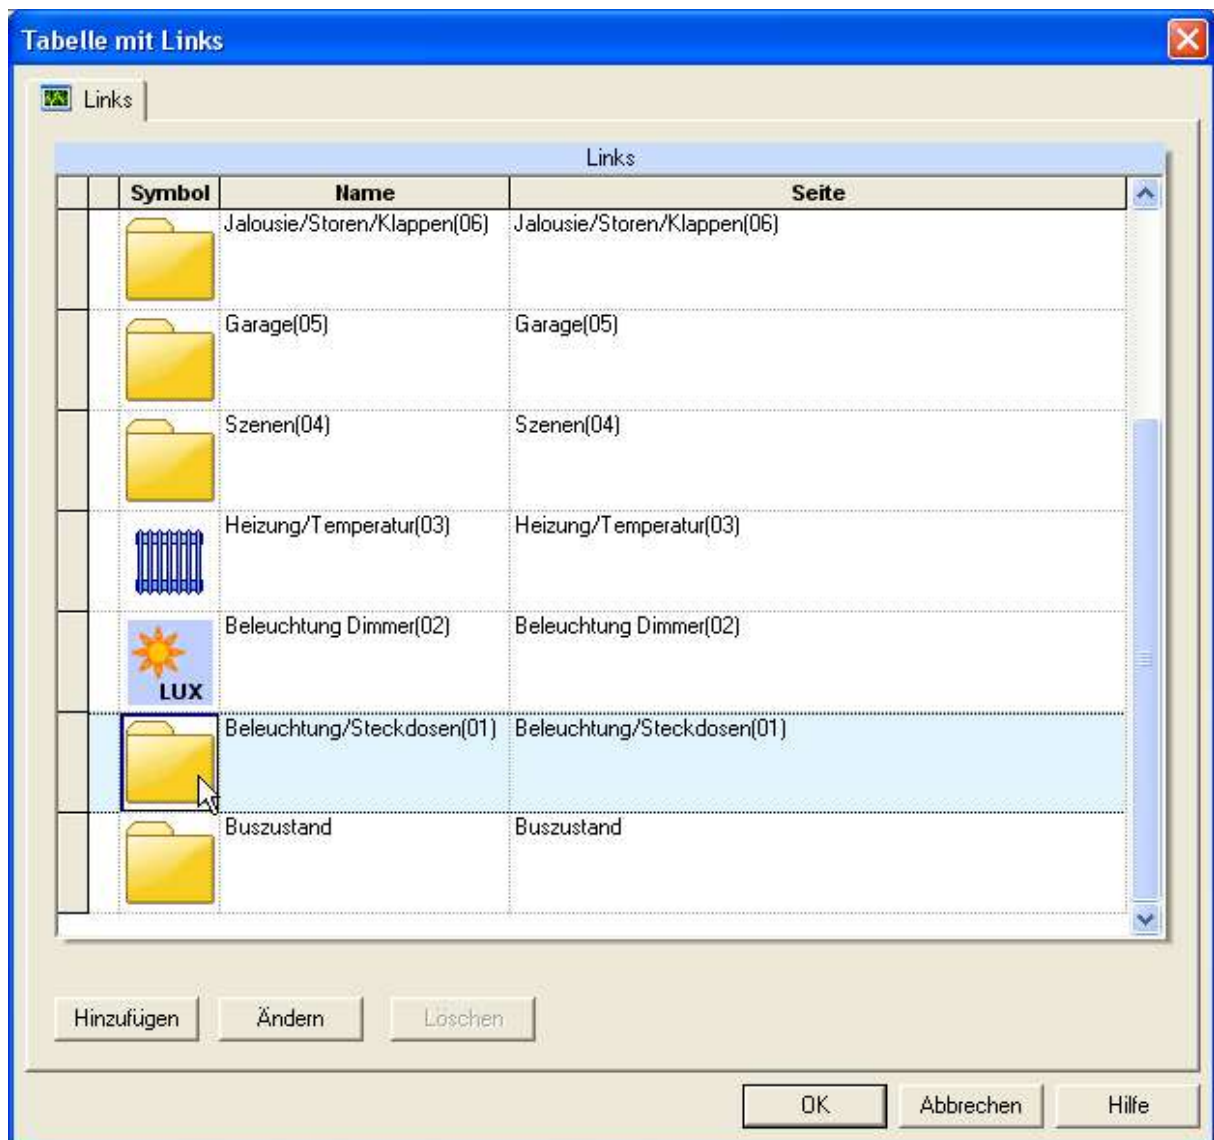 Tabelle mit Links
Links
Links
Symbol Name Seite
Jalousie/Storen/Klappen(06) Jalousie/Storen/Klappen(06)
Garage(05) Garage(05)
Szenen(04) Szenen(04)
Heizung/Temperatur(03) Heizung/Temperatur(03)
Beleuchtung Dimmer(02) Beleuchtung Dimmer(02)
LUX
Beleuchtung/Steckdosen(01) Beleuchtung/Steckdosen(01)
Buszustand Buszustand
Hinzufügen Ändern Löschen
OK Abbrechen Hilfe